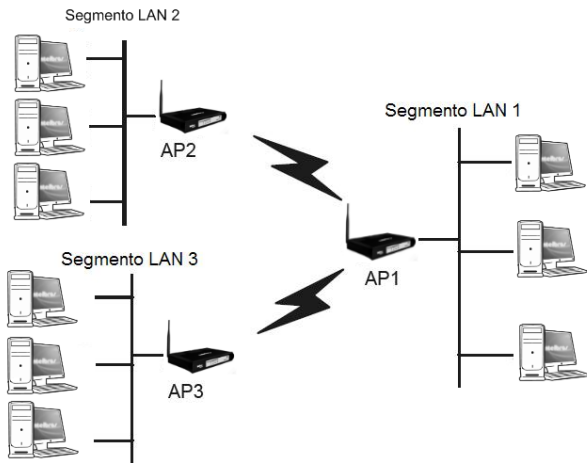 Segmento LAN 2
AP2
Segmento LAN 1
AP1
Segmento LAN 3
AP3